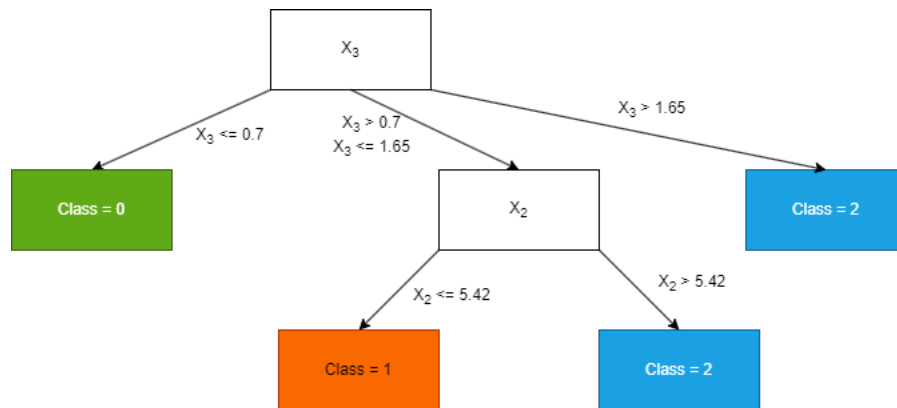 X₃
X₃ > 1.65
X₃ <= 0.7
X₃ > 0.7
X₃ <= 1.65
Class = 0
X₂
Class = 2
X₂ <= 5.42
X₂ > 5.42
Class = 1
Class = 2